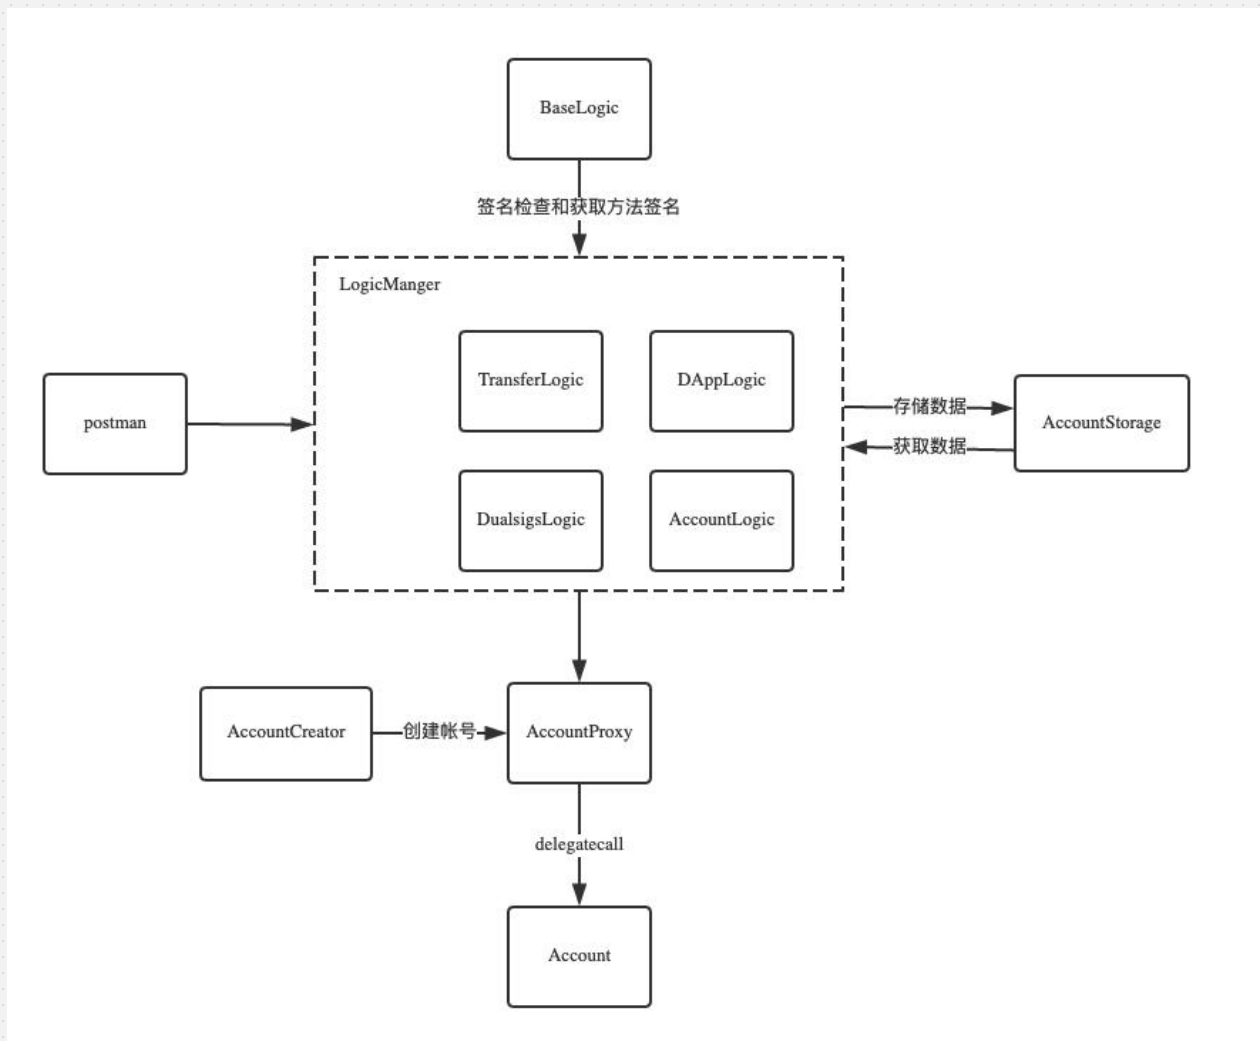 BaseLogic
签名检查和获取方法签名
LogicManger
TransferLogic
DAppLogic
postman
存储数据
AccountStorage
获取数据
DualsigsLogic
AccountLogic
AccountCreator
创建帐号
AccountProxy
delegatecall
Account